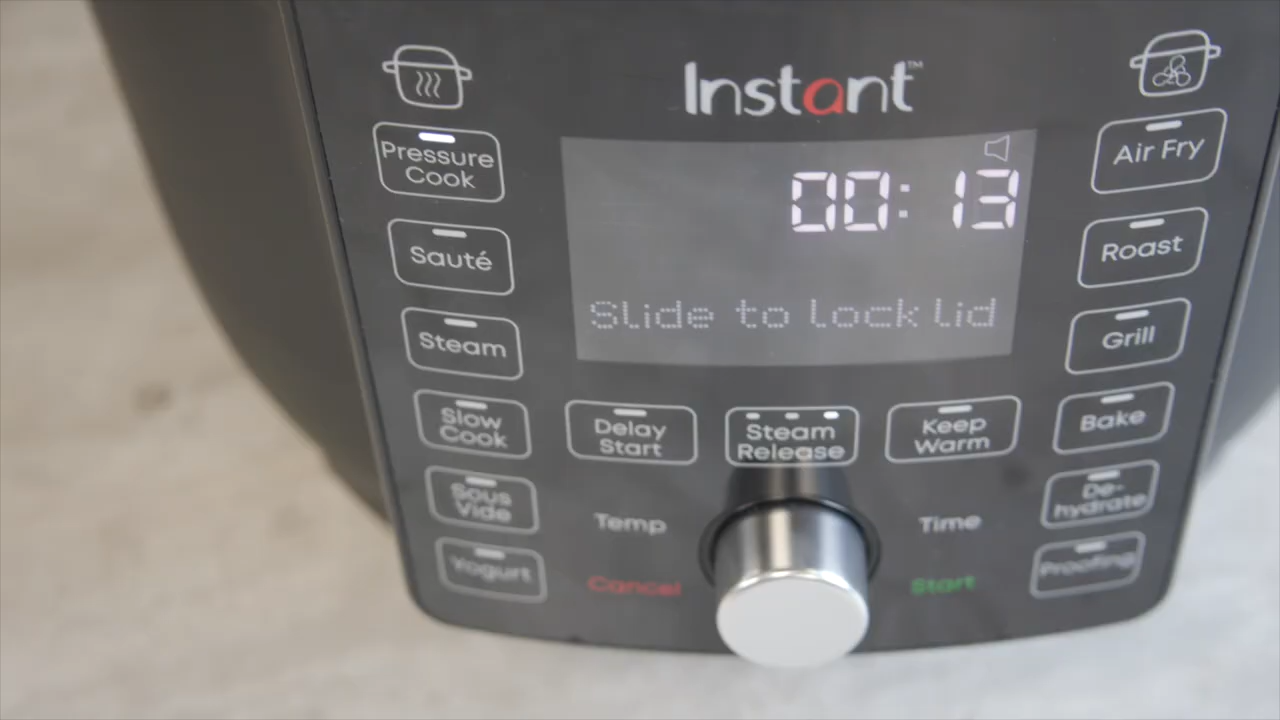 Instant™
00:13
Slide to lock lid
Pressure
Cook
Sauté
Steam
Slow
Cook
Sous
Vide
Yogurt
Delay
Start
Steam
Release
Keep
Warm
Temp
Time
Cancel
Start
Air Fry
Roast
Grill
Bake
De-
hydrate
Proofing